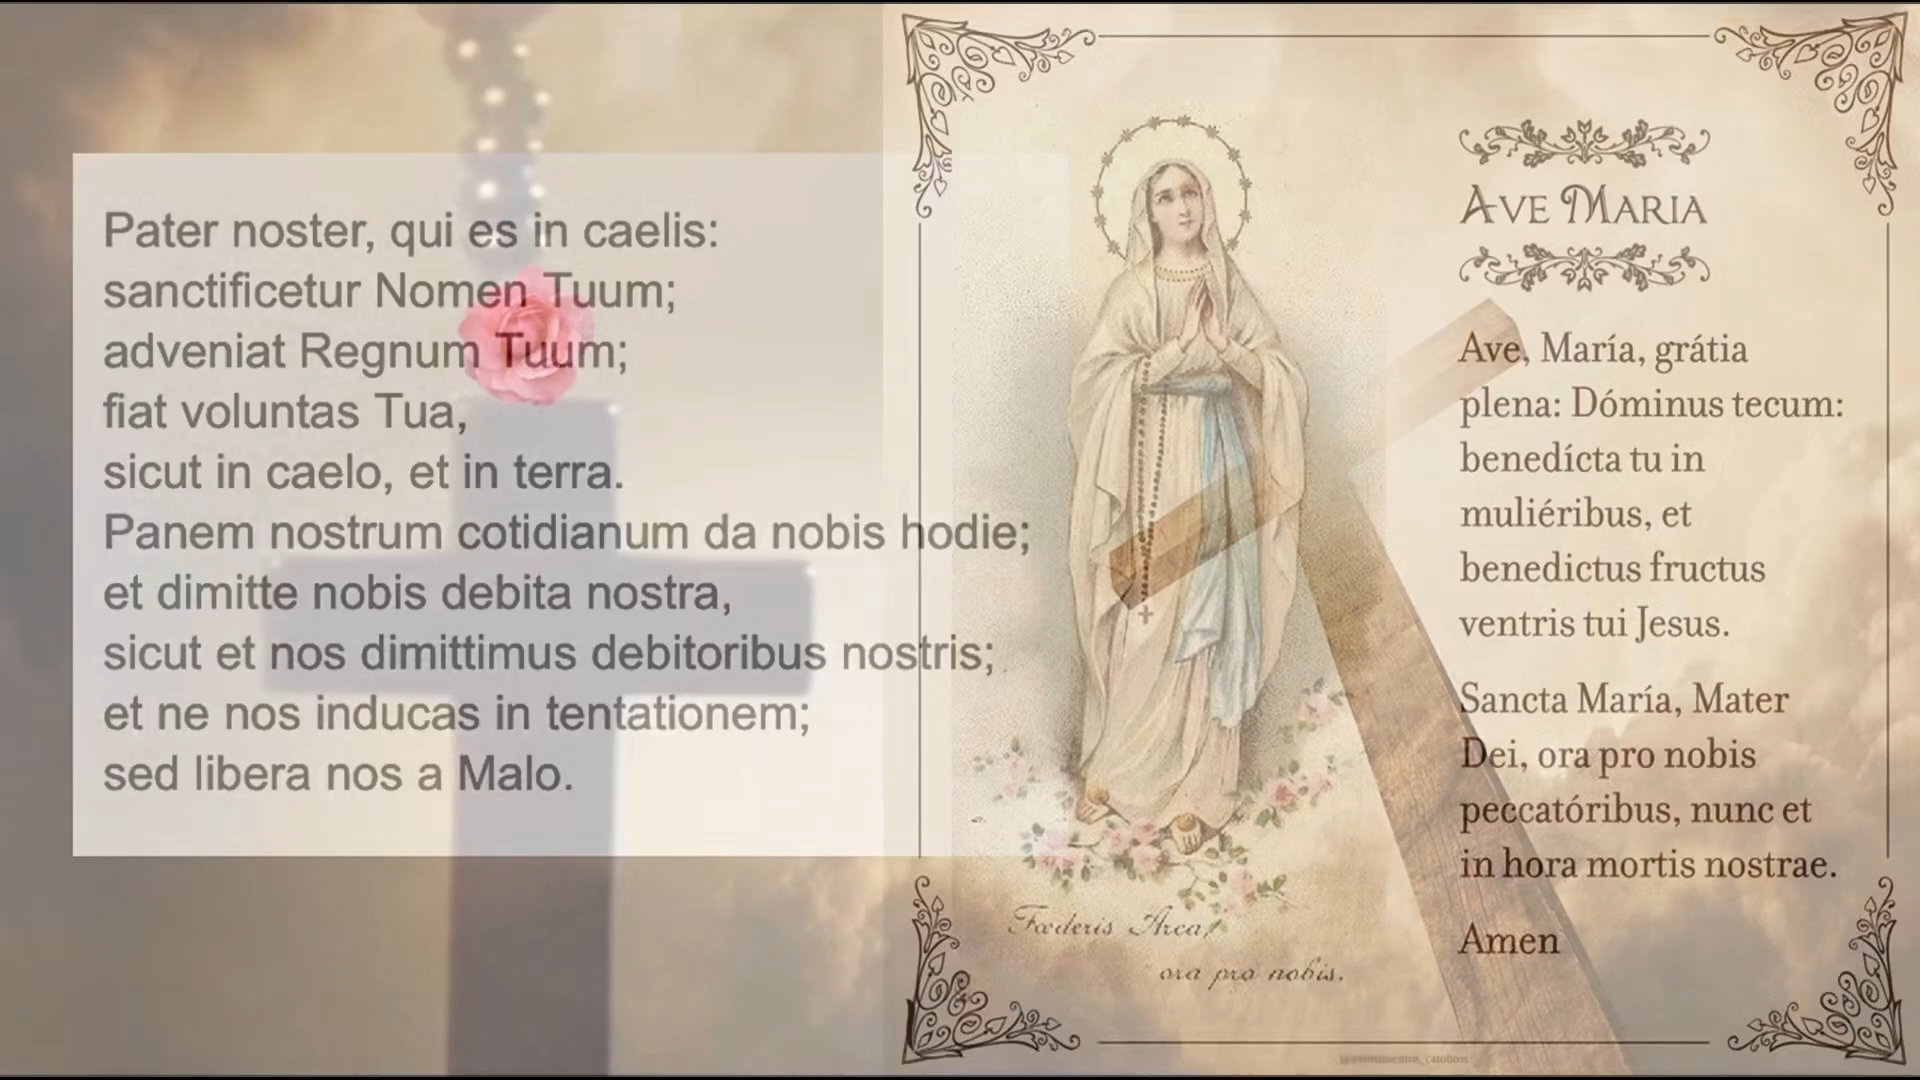 Pater noster, qui es in caelis:
sanctificetur Nomen Tuum;
adveniat Regnum Tuum;
fiat voluntas Tua,
sicut in caelo, et in terra.
Panem nostrum cotidianum da nobis hodie;
et dimitte nobis debita nostra,
sicut et nos dimittimus debitoribus nostris;
et ne nos inducas in tentationem;
sed libera nos a Malo.
Fœderis Arca,
ora pro nobis.
AVE MARIA
Ave, María, grátia
plena: Dóminus tecum:
benedícta tu in
muliéribus, et
benedictus fructus
ventris tui Jesus.
Sancta María, Mater
Dei, ora pro nobis
peccatóribus, nunc et
in hora mortis nostrae.
Amen